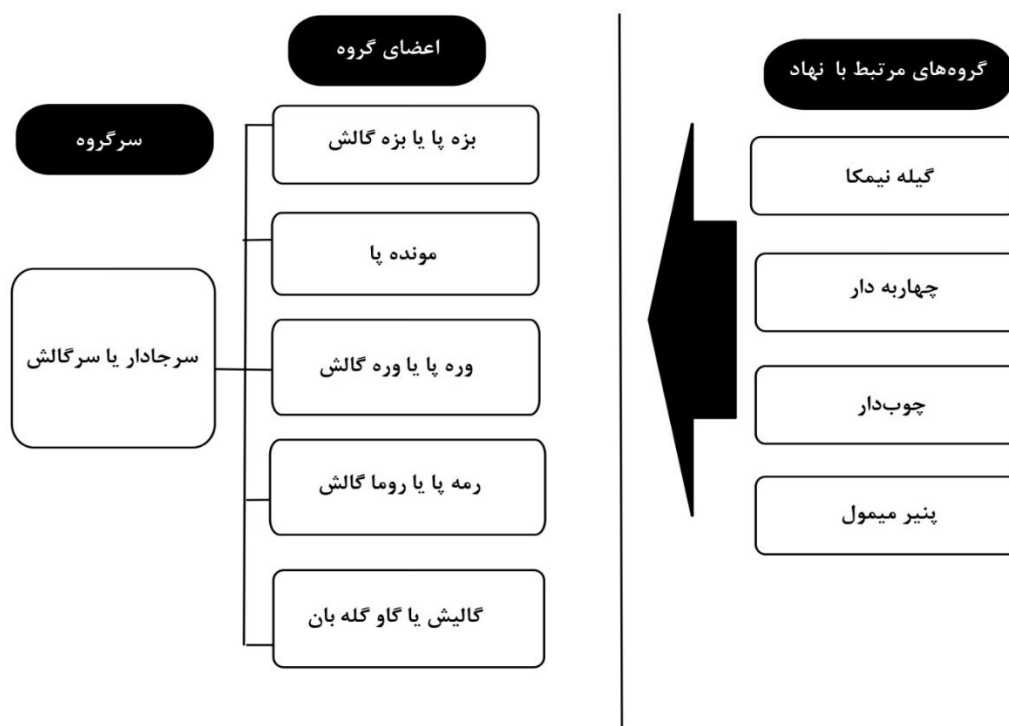 گروه‌های مرتبط با نهاد
گیله نیمکا
چهاربه دار
چوب‌دار
پنیر میمول
اعضای گروه
بزه پا یا بزه گالش
مونده پا
وره پا یا وره گالش
رمه پا یا روما گالش
گالیش یا گاو گله بان
سرگروه
سرجادار یا سرگالش